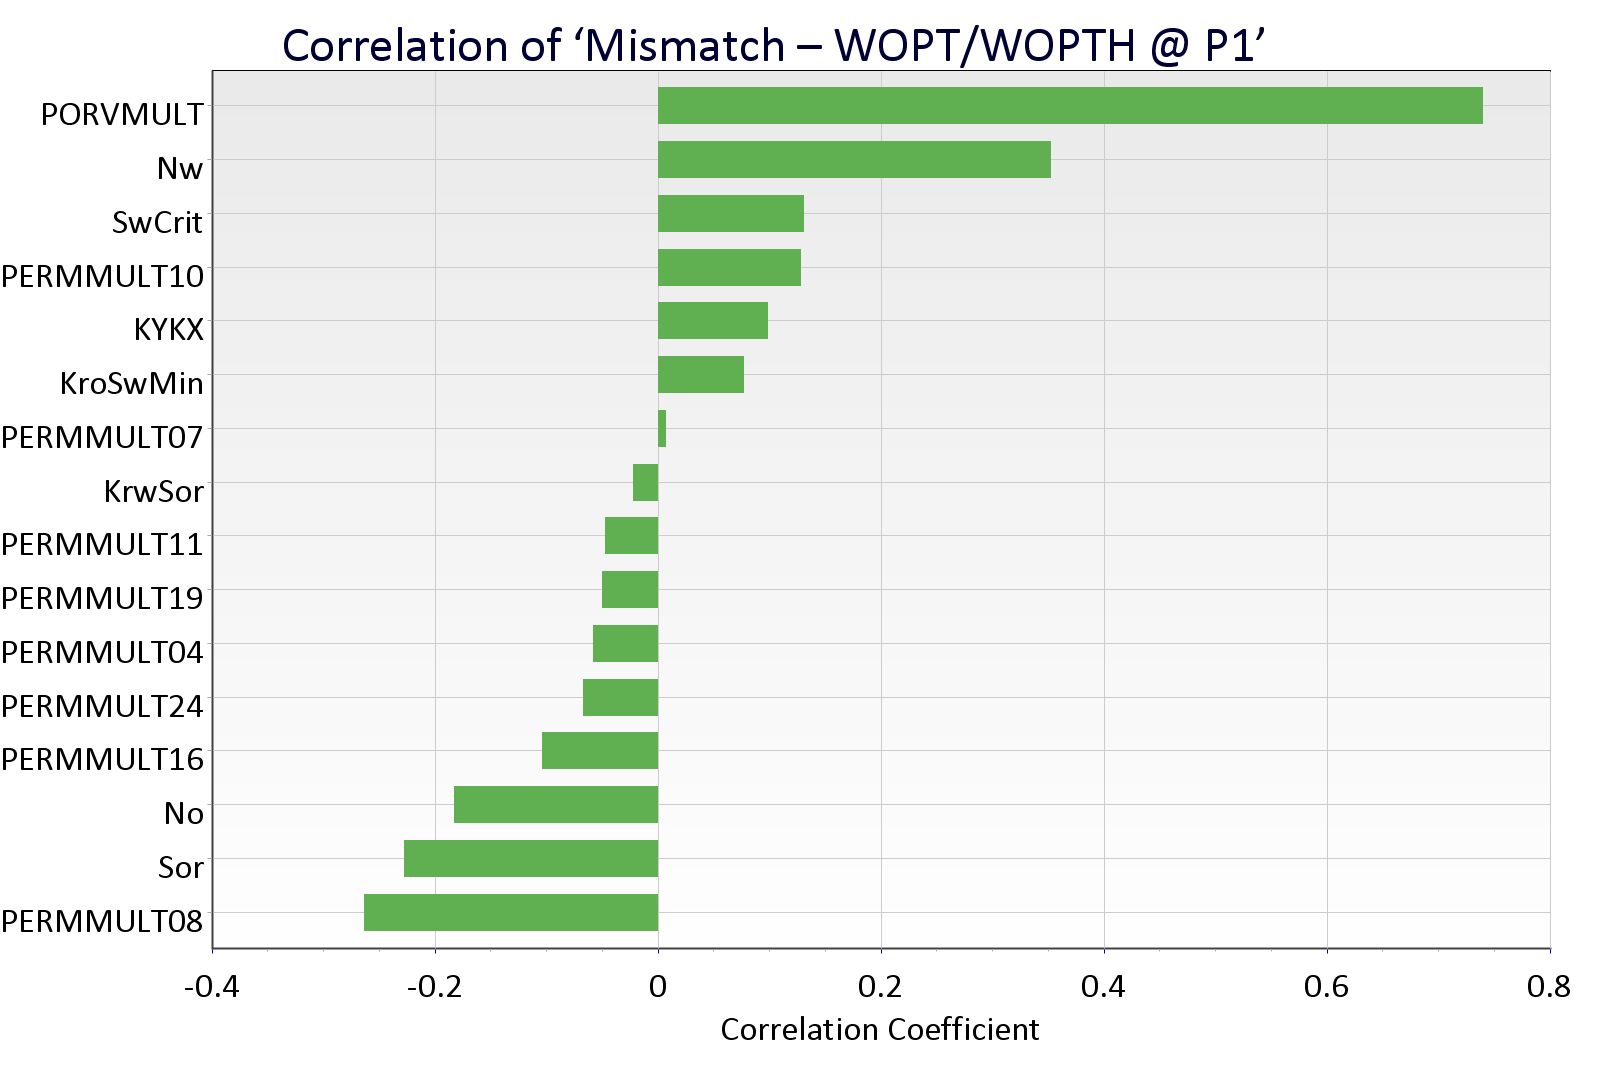 Correlation of ‘Mismatch – WOPT/WOPTH @ P1’
PORVMULT
Nw
SwCrit
PERMMULT10
KYKX
KroSwMin
PERMMULT07
KrwSor
PERMMULT11
PERMMULT19
PERMMULT04
PERMMULT24
PERMMULT16
No
Sor
PERMMULT08
-0.4 -0.2 0 0.2 0.4 0.6 0.8
Correlation Coefficient